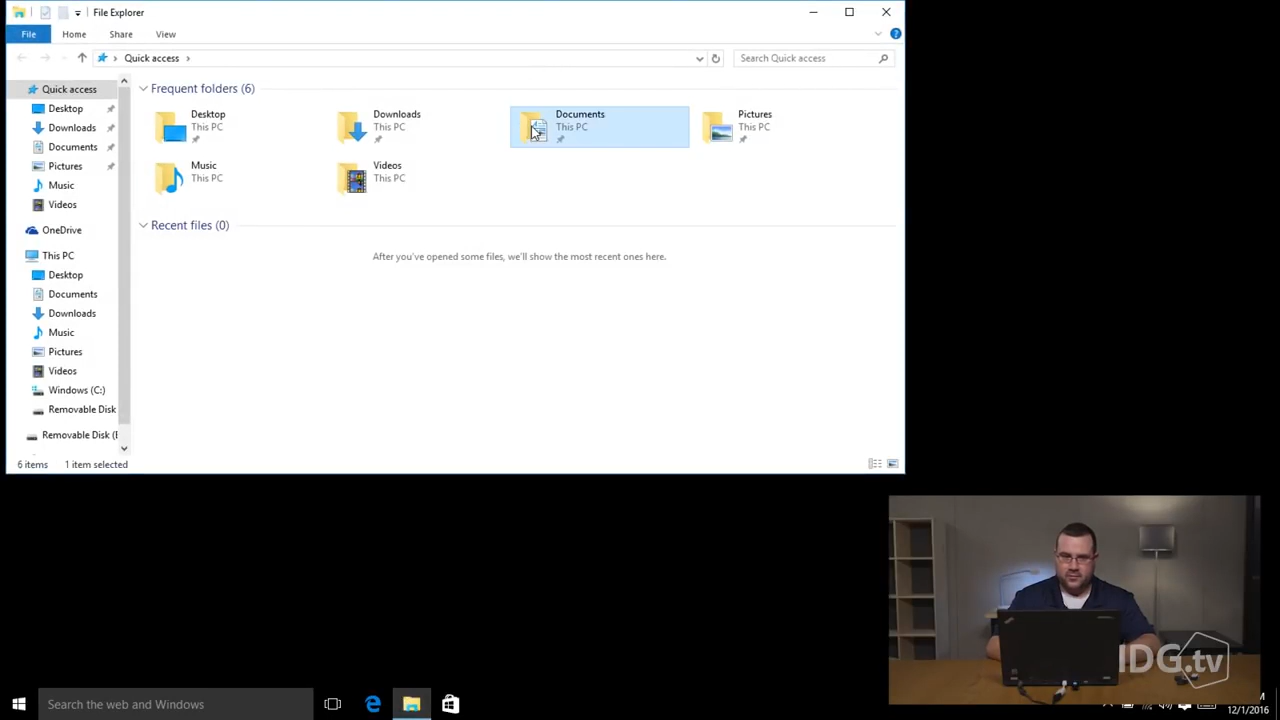 File Explorer
File
Home
Share
View
Quick access
Search Quick access
Quick access
Desktop
Downloads
Documents
Pictures
Music
Videos
OneDrive
This PC
Desktop
Documents
Downloads
Music
Pictures
Videos
Windows (C:)
Removable Disk
Removable Disk (E
Frequent folders (6)
Desktop
This PC
Downloads
This PC
Documents
This PC
Pictures
This PC
Music
This PC
Videos
This PC
Recent files (0)
After you've opened some files, we'll show the most recent ones here.
6 items
1 item selected
IDG.tv
Search the web and Windows
12/1/2016